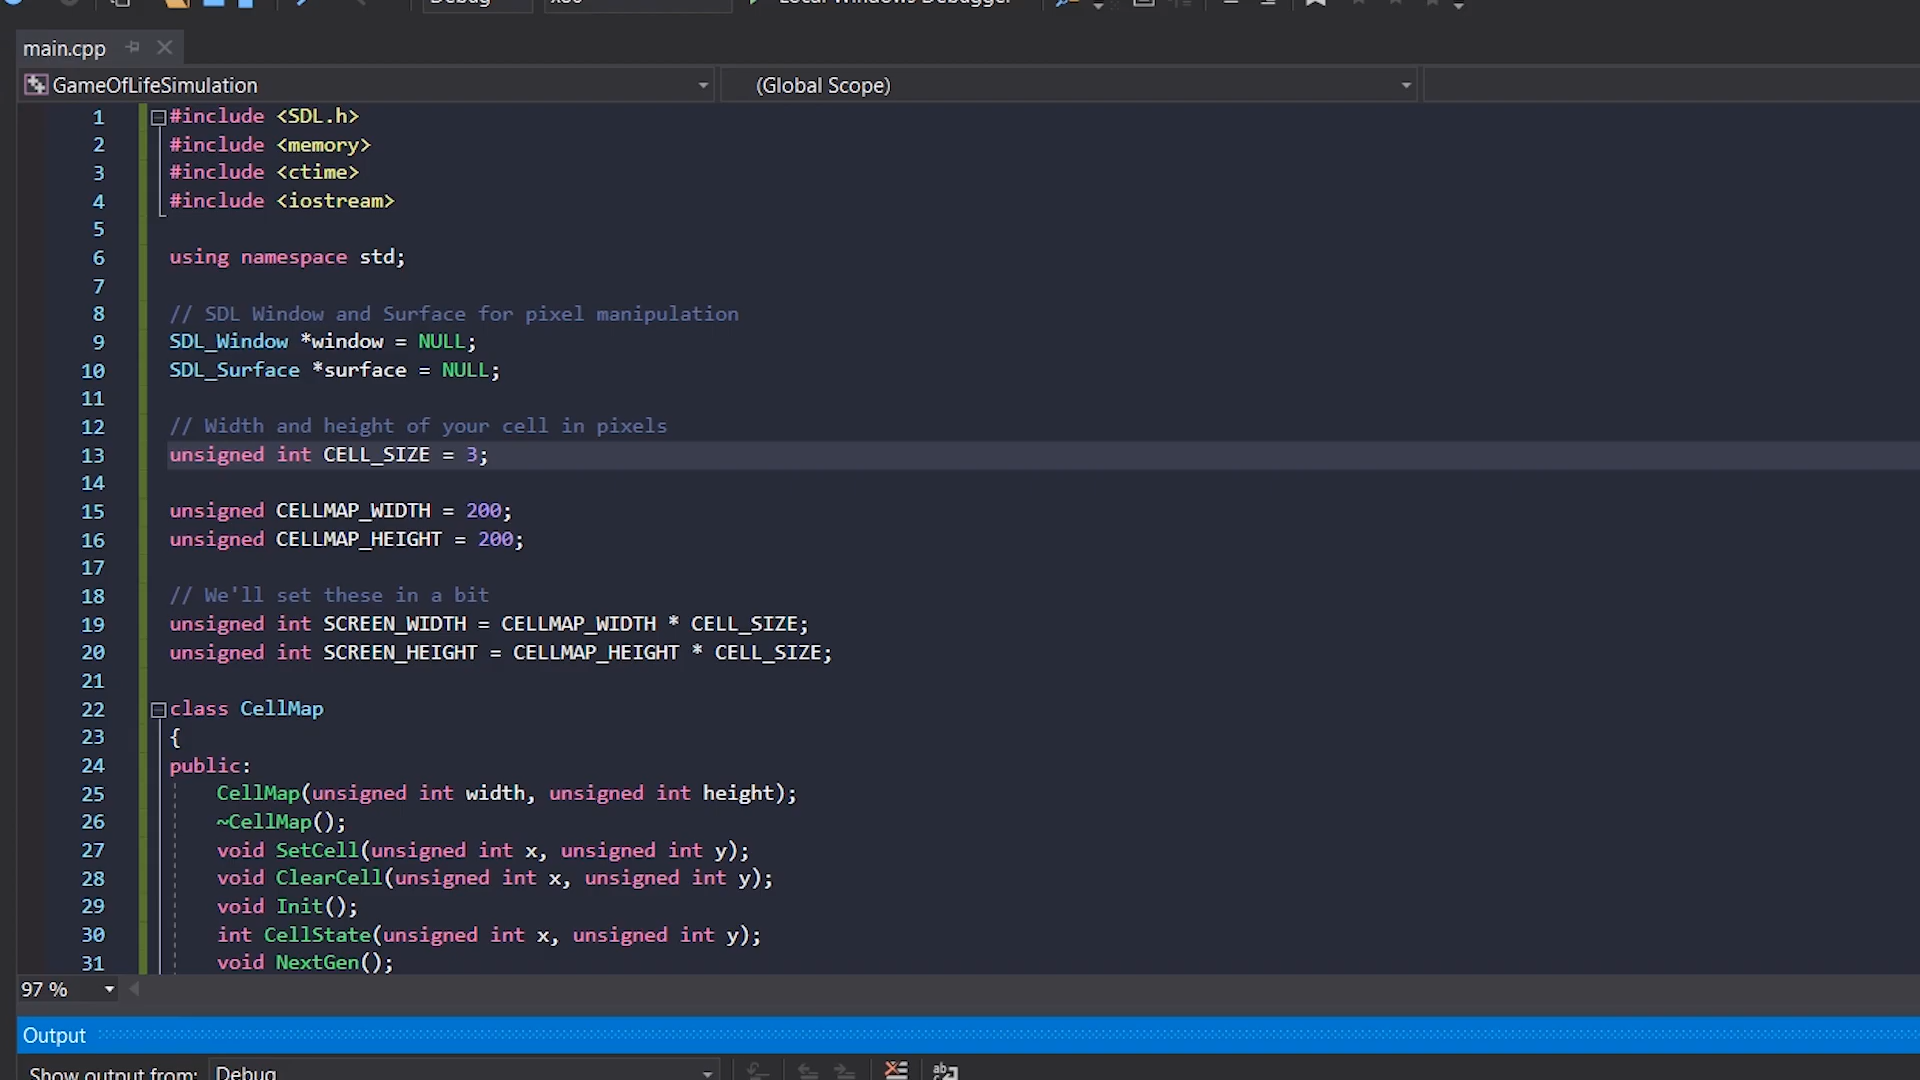 Debug x86 Local Windows Debugger
main.cpp
GameOfLifeSimulation (Global Scope)
1 #include <SDL.h>
2 #include <memory>
3 #include <ctime>
4 #include <iostream>
5
6 using namespace std;
7
8 // SDL Window and Surface for pixel manipulation
9 SDL_Window *window = NULL;
10 SDL_Surface *surface = NULL;
11
12 // Width and height of your cell in pixels
13 unsigned int CELL_SIZE = 3;
14
15 unsigned CELLMAP_WIDTH = 200;
16 unsigned CELLMAP_HEIGHT = 200;
17
18 // We'll set these in a bit
19 unsigned int SCREEN_WIDTH = CELLMAP_WIDTH * CELL_SIZE;
20 unsigned int SCREEN_HEIGHT = CELLMAP_HEIGHT * CELL_SIZE;
21
22 class CellMap
23 {
24 public:
25 CellMap(unsigned int width, unsigned int height);
26 ~CellMap();
27 void SetCell(unsigned int x, unsigned int y);
28 void ClearCell(unsigned int x, unsigned int y);
29 void Init();
30 int CellState(unsigned int x, unsigned int y);
31 void NextGen();
97 %
Output
Show output from: Debug